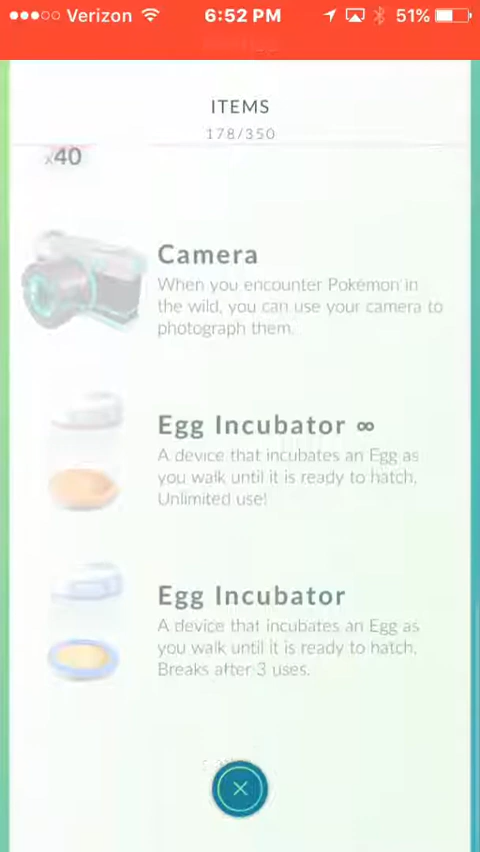 Verizon 6:52 PM 51%
ITEMS
178/350
x40
Camera
When you encounter Pokémon in
the wild, you can use your camera to
photograph them.
Egg Incubator ∞
A device that incubates an Egg as
you walk until it is ready to hatch.
Unlimited use!
Egg Incubator
A device that incubates an Egg as
you walk until it is ready to hatch.
Breaks after 3 uses.